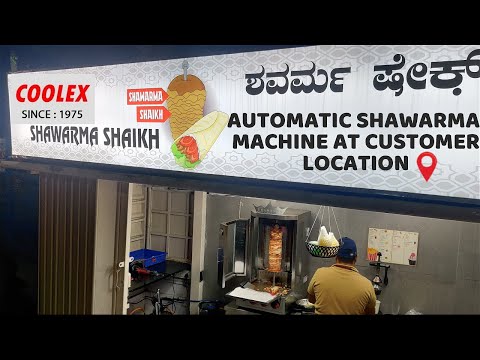 COOLEX
SINCE : 1975
SHAWARMA SHAIKH
SHAWARMA
SHAIKH
ಶವರ್ಮ ಷೇಕ್
AUTOMATIC SHAWARMA
MACHINE AT CUSTOMER
LOCATION